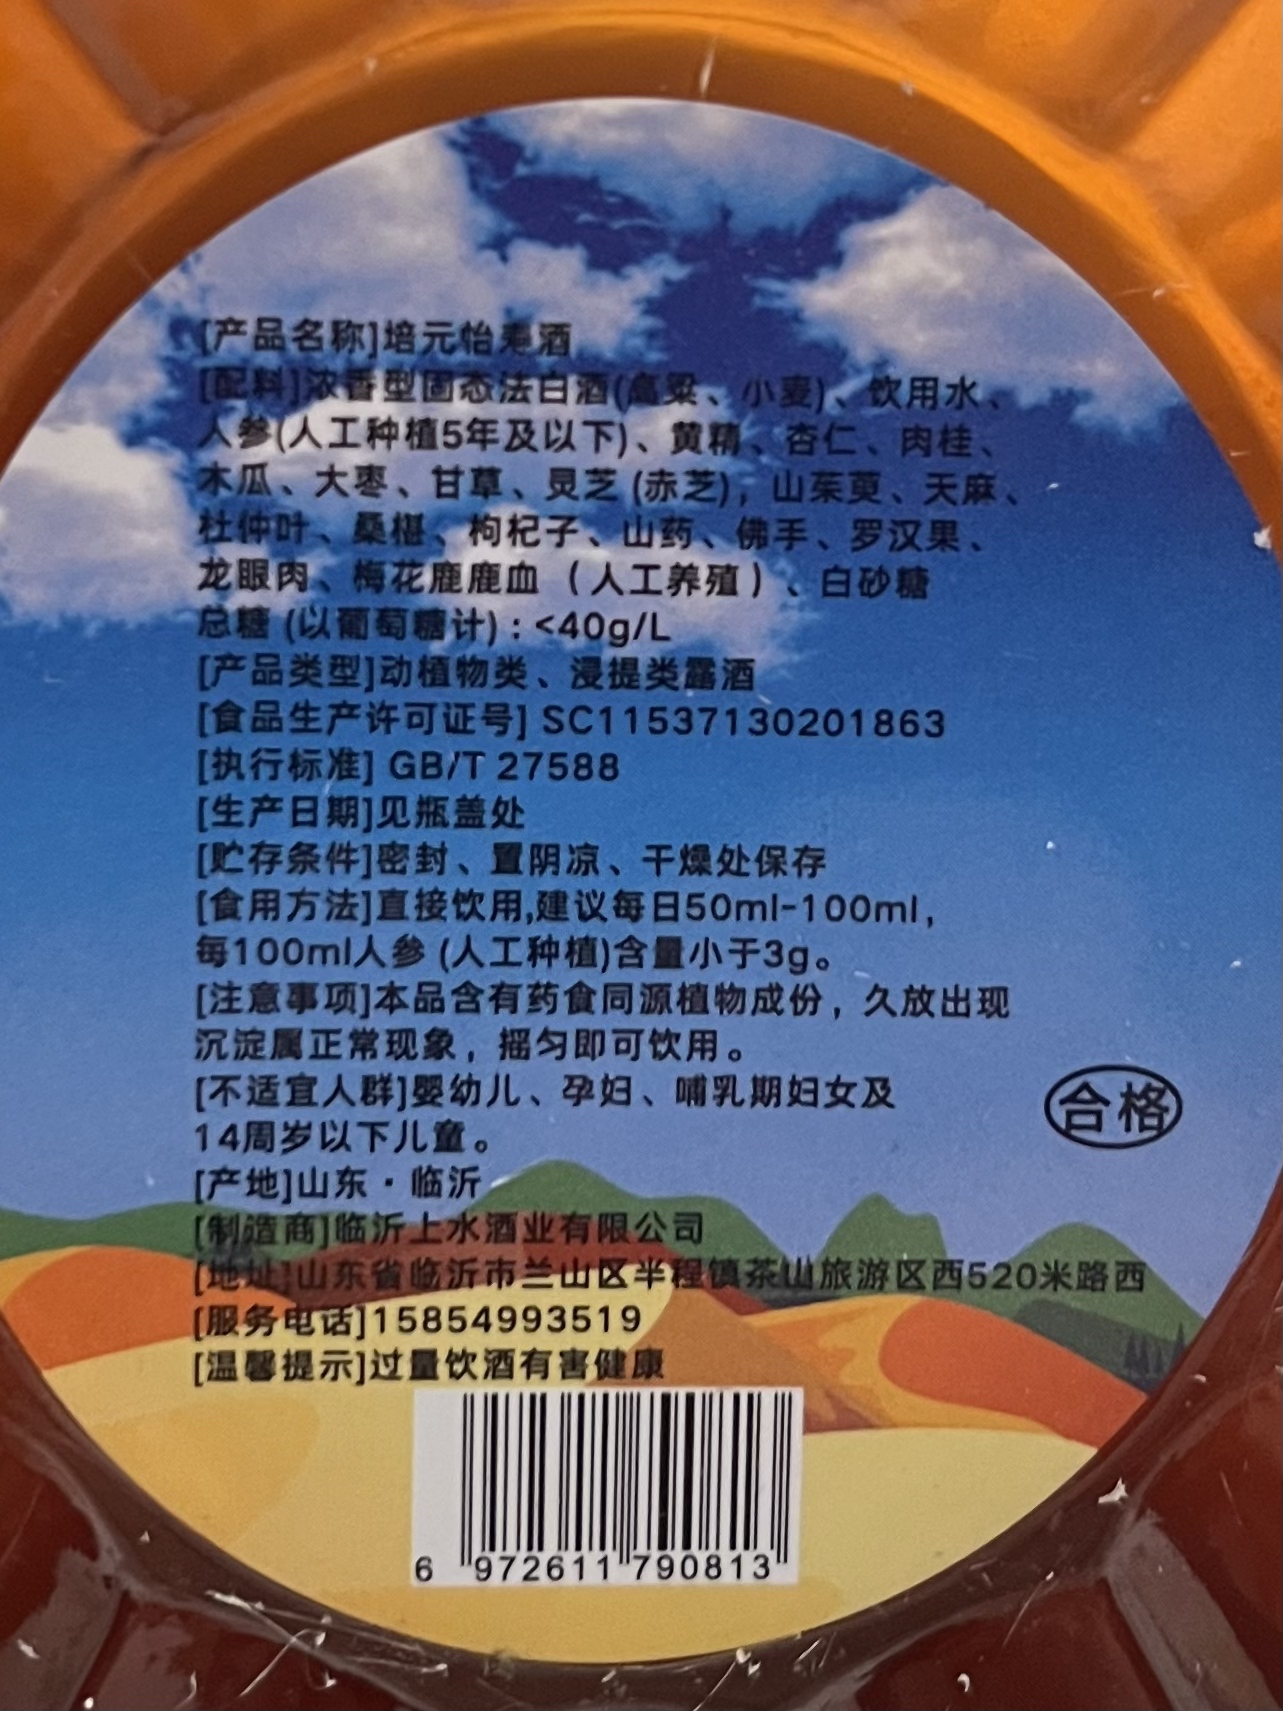 [产品名称]培元怡寿酒
[配料]浓香型固态法白酒(高粱、小麦)、饮用水、
人参(人工种植5年及以下)、黄精、杏仁、肉桂、
木瓜、大枣、甘草、灵芝(赤芝)，山茱萸、天麻、
杜仲叶、桑椹、枸杞子、山药、佛手、罗汉果、
龙眼肉、梅花鹿鹿血（人工养殖）、白砂糖
总糖(以葡萄糖计)：<40g/L
[产品类型]动植物类、浸提类露酒
[食品生产许可证号] SC11537130201863
[执行标准] GB/T 27588
[生产日期]见瓶盖处
[贮存条件]密封、置阴凉、干燥处保存
[食用方法]直接饮用,建议每日50ml-100ml，
每100ml人参(人工种植)含量小于3g。
[注意事项]本品含有药食同源植物成份，久放出现
沉淀属正常现象，摇匀即可饮用。
[不适宜人群]婴幼儿、孕妇、哺乳期妇女及
14周岁以下儿童。
合格
[产地]山东·临沂
[制造商]临沂上水酒业有限公司
[地址]山东省临沂市兰山区半程镇茶山旅游区西520米路西
[服务电话]15854993519
[温馨提示]过量饮酒有害健康
6 972611 790813